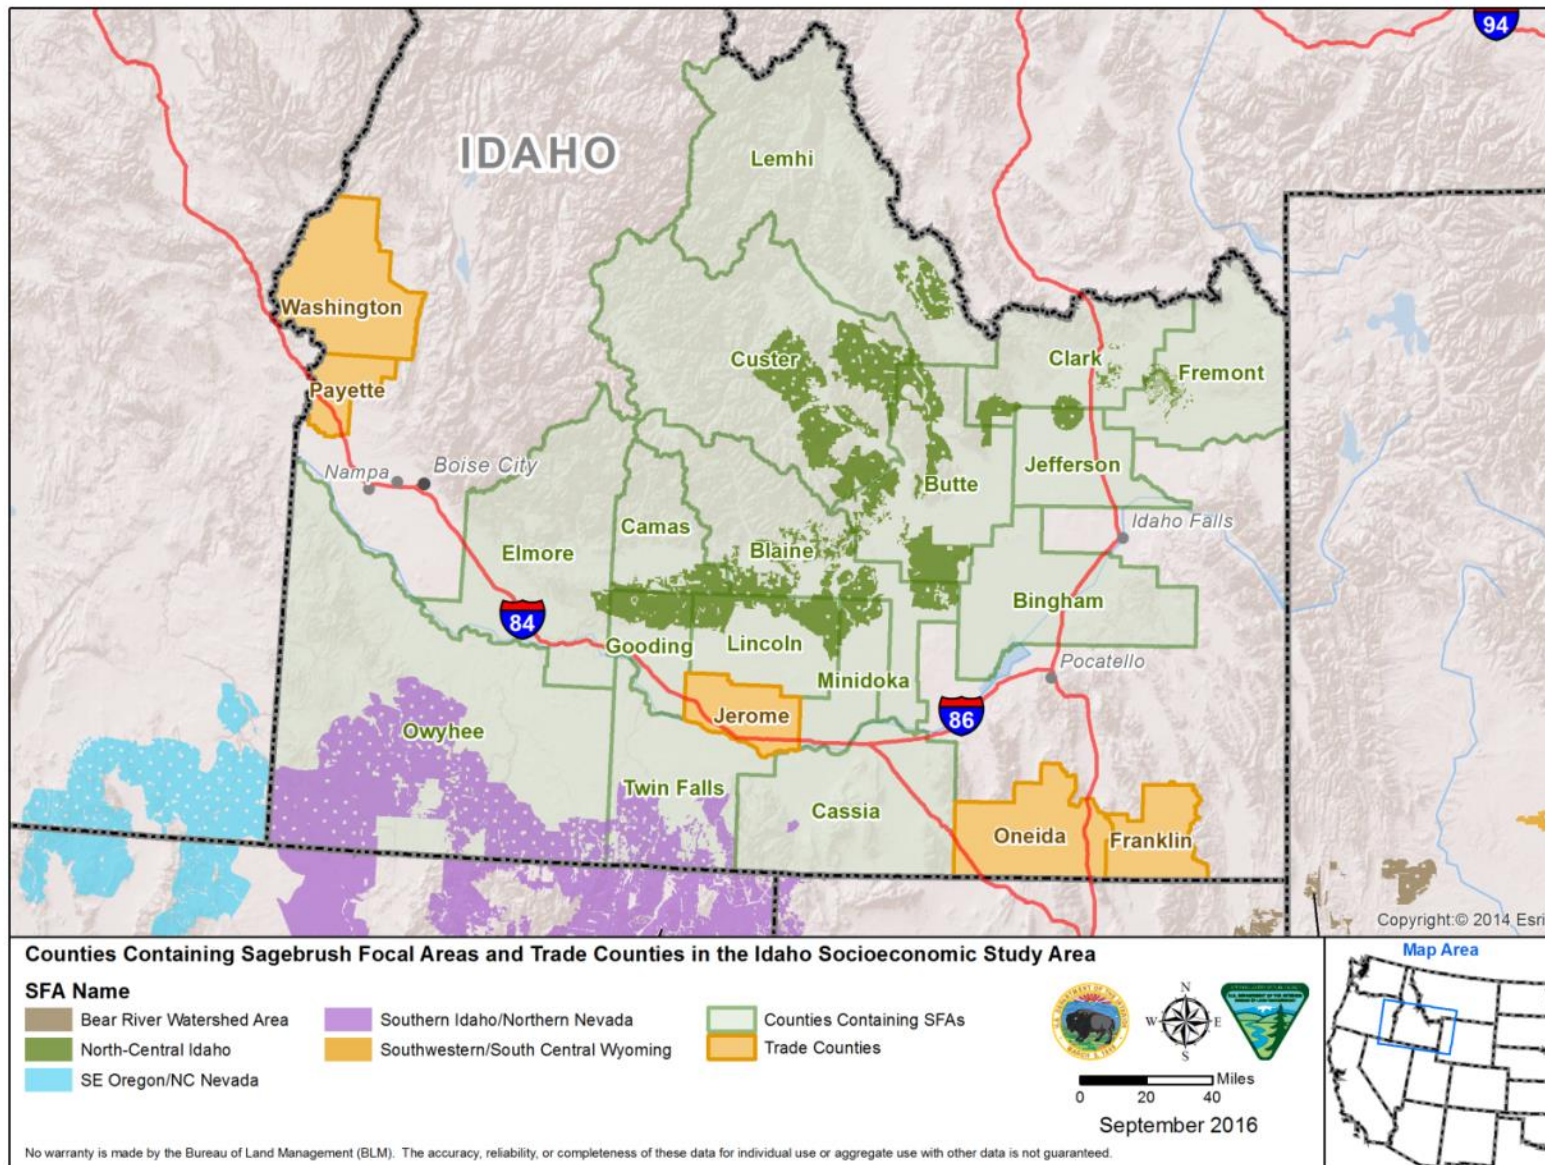 94
IDAHO
Lemhi
Washington
Custer
Clark
Fremont
Payette
Nampa
Boise City
Jefferson
Butte
Camas
Idaho Falls
Elmore
Blaine
84
Bingham
Gooding
Lincoln
Pocatello
Minidoka
Jerome
86
Owyhee
Twin Falls
Cassia
Oneida
Franklin
Copyright:© 2014 Esri
Counties Containing Sagebrush Focal Areas and Trade Counties in the Idaho Socioeconomic Study Area
Map Area
SFA Name
Bear River Watershed Area
Southern Idaho/Northern Nevada
Counties Containing SFAs
North-Central Idaho
Southwestern/South Central Wyoming
Trade Counties
SE Oregon/NC Nevada
N
W
E
S
Miles
0 20 40
September 2016
No warranty is made by the Bureau of Land Management (BLM). The accuracy, reliability, or completeness of these data for individual use or aggregate use with other data is not guaranteed.